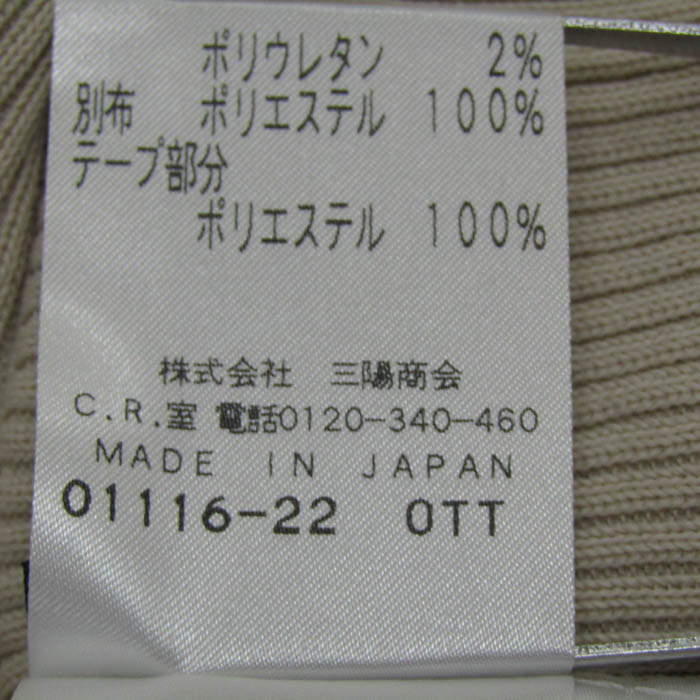 ポリウレタン 2%
別布 ポリエステル 100%
テープ部分
ポリエステル 100%
株式会社 三陽商会
C.R.室 電話0120-340-460
MADE IN JAPAN
01116-22 OTT